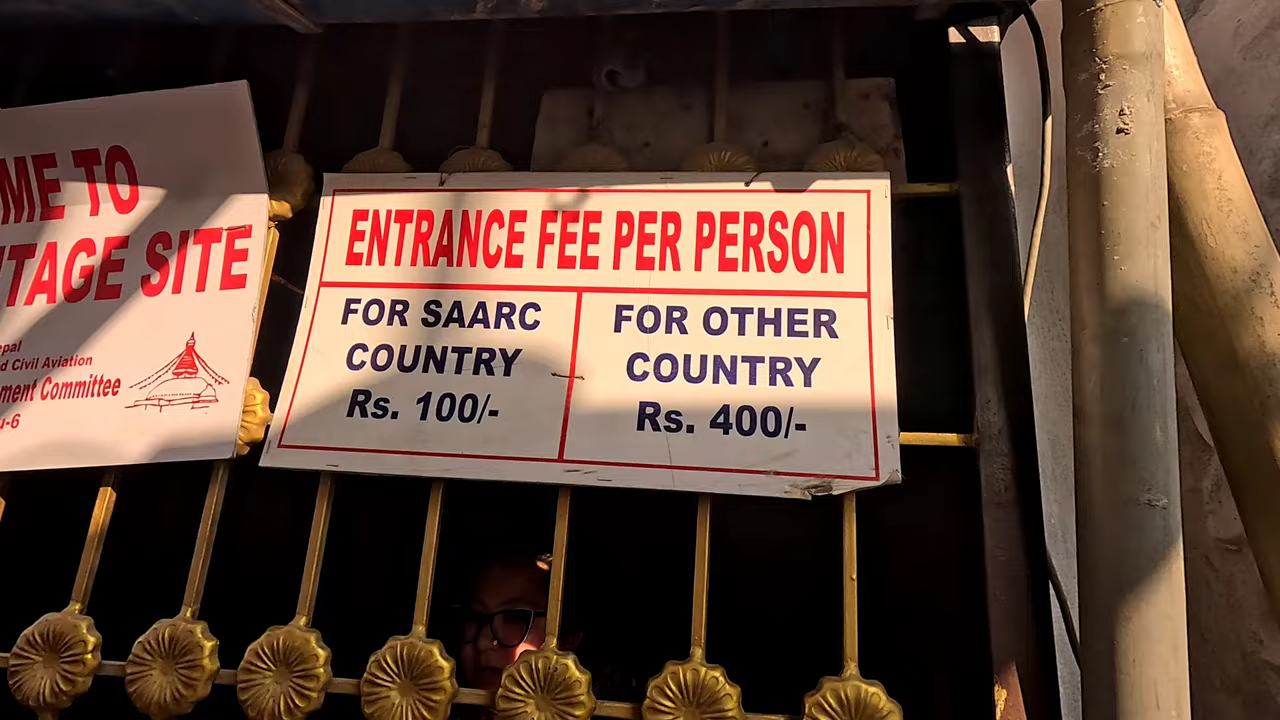 ME TO
TAGE SITE
epal
d Civil Aviation
ment Committee
u-6
ENTRANCE FEE PER PERSON
FOR SAARC
COUNTRY
Rs. 100/-
FOR OTHER
COUNTRY
Rs. 400/-